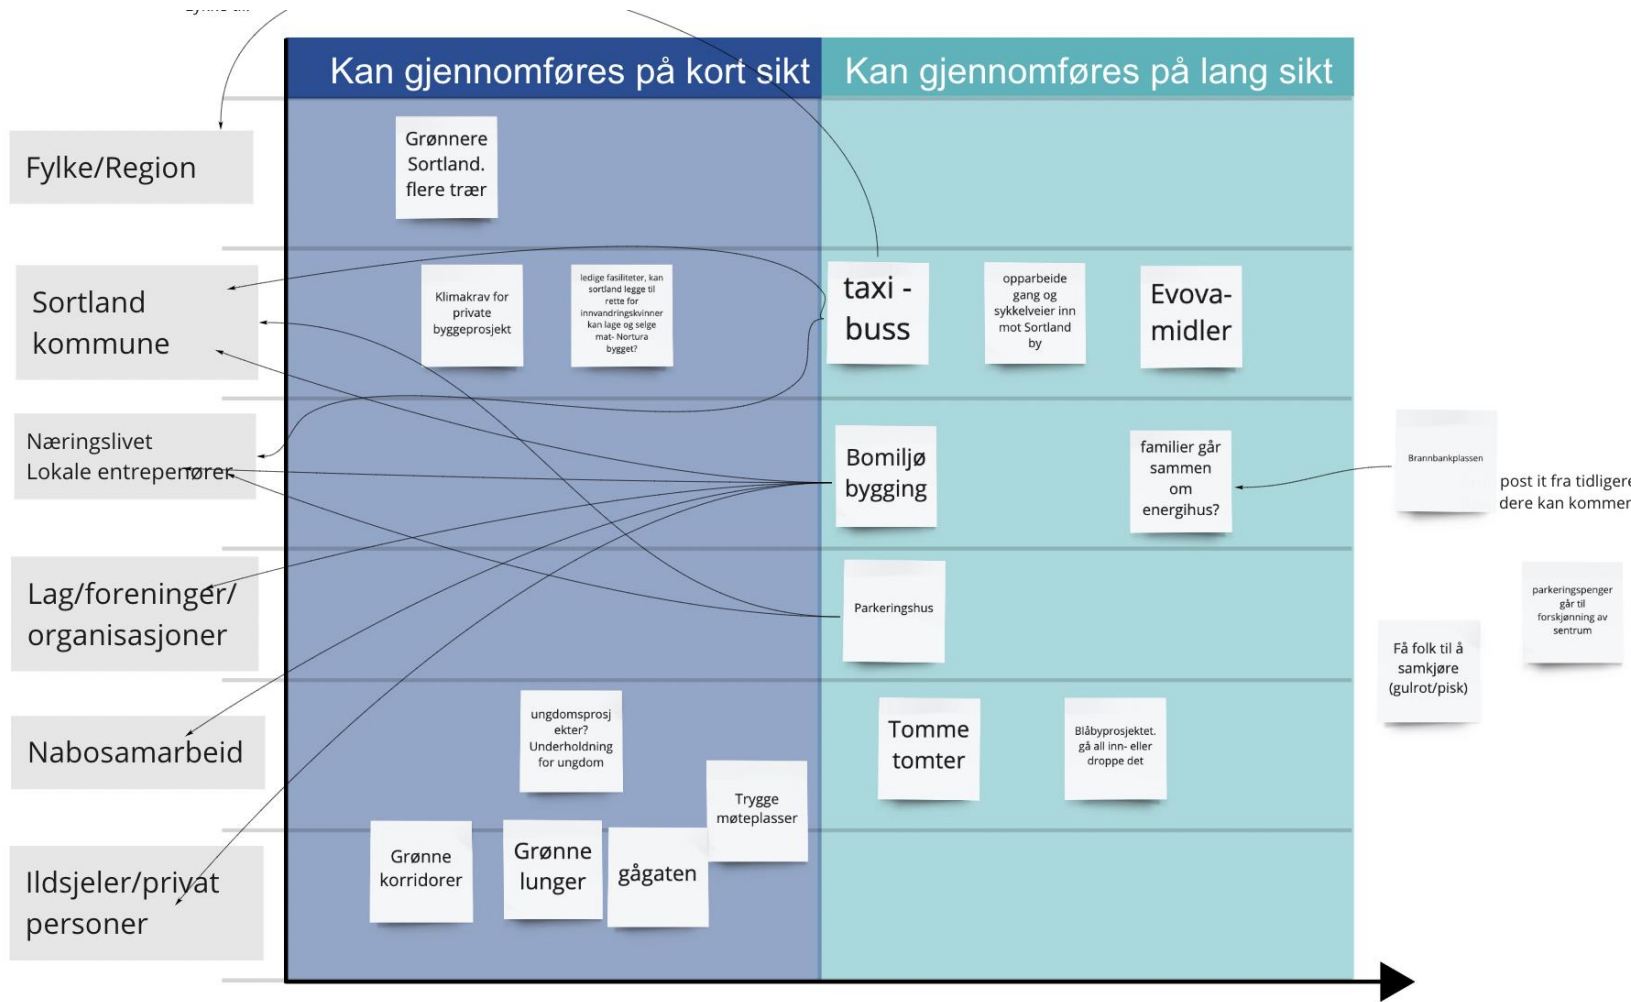 Kan gjennomføres på kort sikt
Kan gjennomføres på lang sikt
Fylke/Region
Grønnere
Sortland.
flere trær
Sortland
kommune
Klimakrav for
private
byggeprosjekt
ledige fasiliteter, kan
sortland legge til
rette for
innvandringskvinner
kan lage og selge
mat- Nortura
bygget?
taxi -
buss
opparbeide
gang og
sykkelveier inn
mot Sortland
by
Evova-
midler
Næringslivet
Lokale entrepenører
Bomiljø
bygging
familier går
sammen
om
energihus?
Brannbankplassen
post it fra tidligere
dere kan kommer
Lag/foreninger/
organisasjoner
Parkeringshus
parkeringspenger
går til
forskjønning av
sentrum
Få folk til å
samkjøre
(gulrot/pisk)
Nabosamarbeid
ungdomsprosj
ekter?
Underholdning
for ungdom
Trygge
møteplasser
Tomme
tomter
Blåbyprosjektet.
gå all inn- eller
droppe det
Ildsjeler/privat
personer
Grønne
korridorer
Grønne
lunger
gågaten